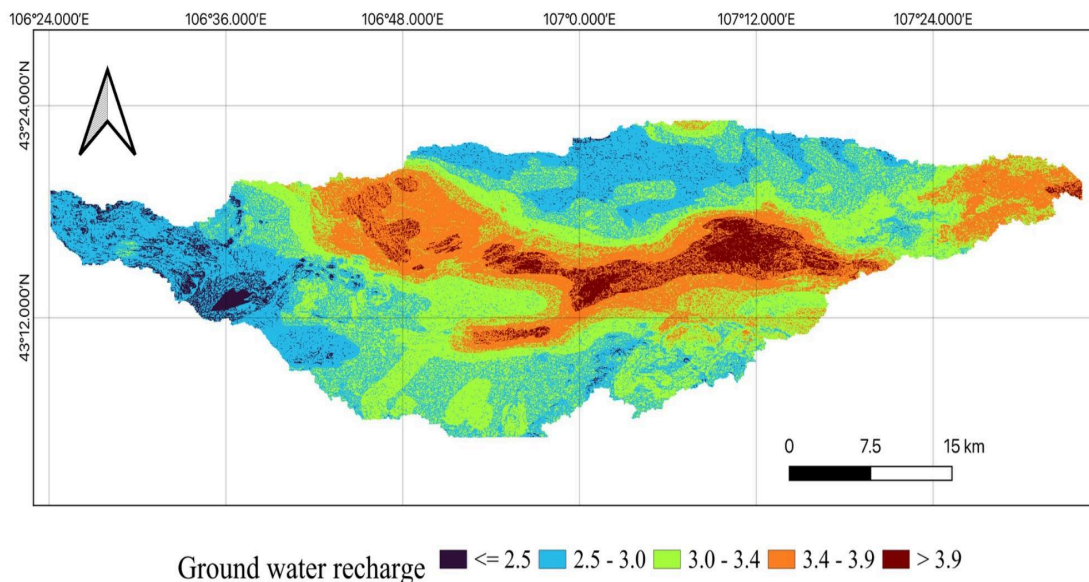 106°24.000'E 106°36.000'E 106°48.000'E 107°0.000'E 107°12.000'E 107°24.000'E
43°24.000'N
43°12.000'N
0 7.5 15 km
Ground water recharge <= 2.5 2.5 - 3.0 3.0 - 3.4 3.4 - 3.9 > 3.9